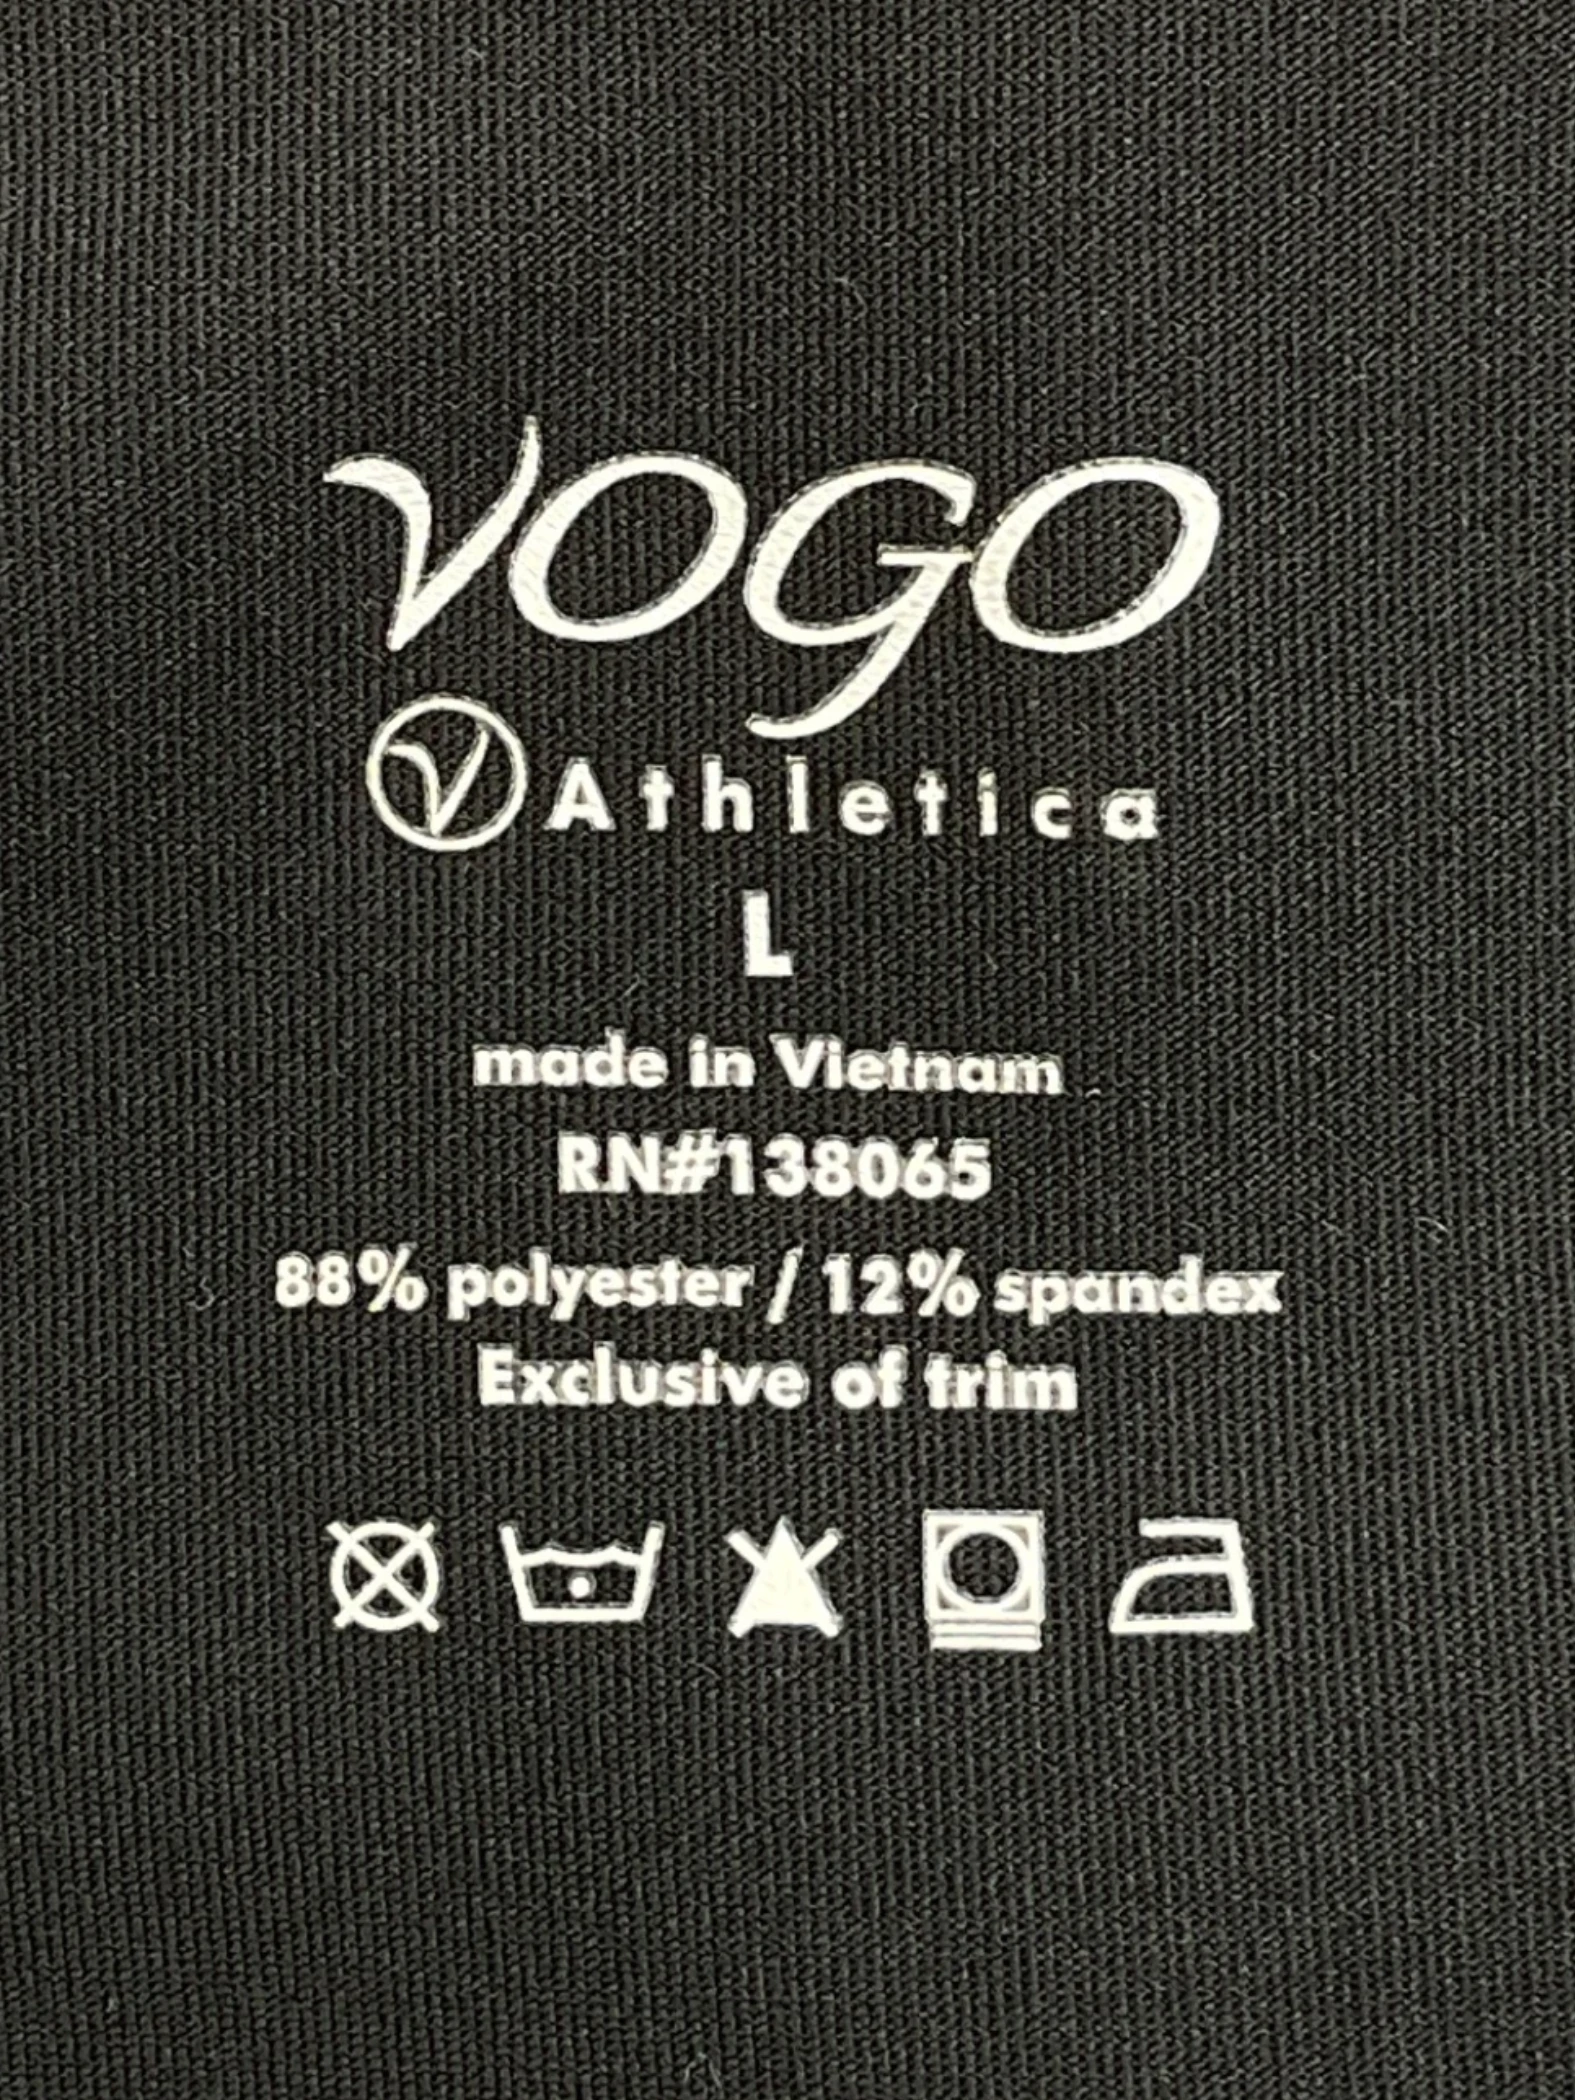 VOGO
V Athletica
L
made in Vietnam
RN#138065
88% polyester / 12% spandex
Exclusive of trim